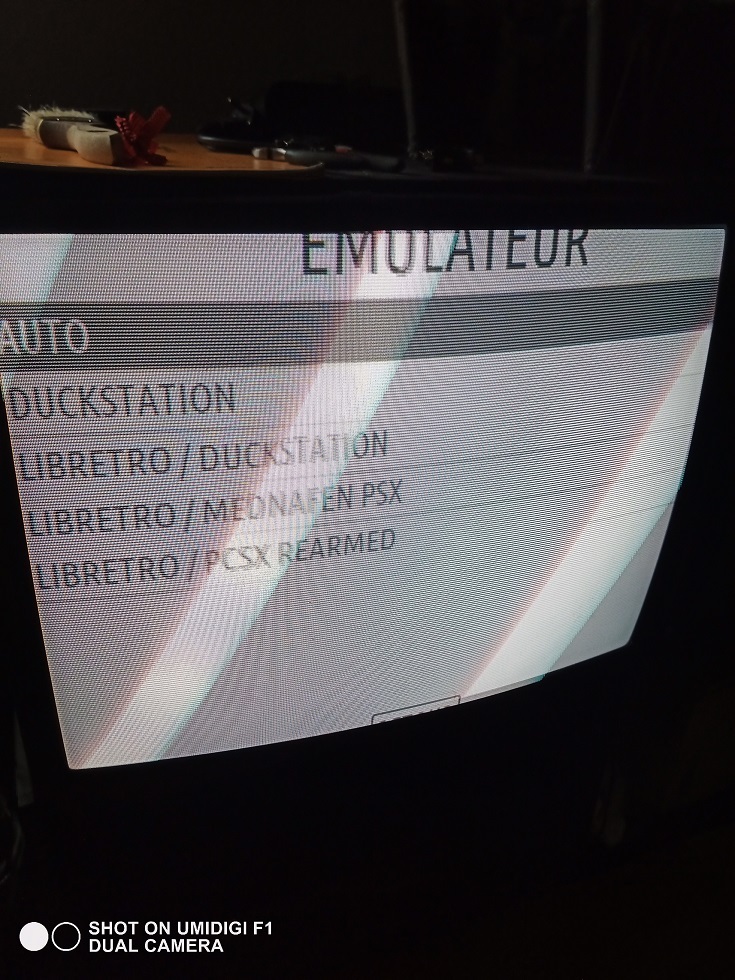 EMULATEUR
AUTO
DUCKSTATION
LIBRETRO / DUCKSTATION
LIBRETRO / MEDNAFEN PSX
LIBRETRO / PCSX REARMED
SHOT ON UMIDIGI F1
DUAL CAMERA